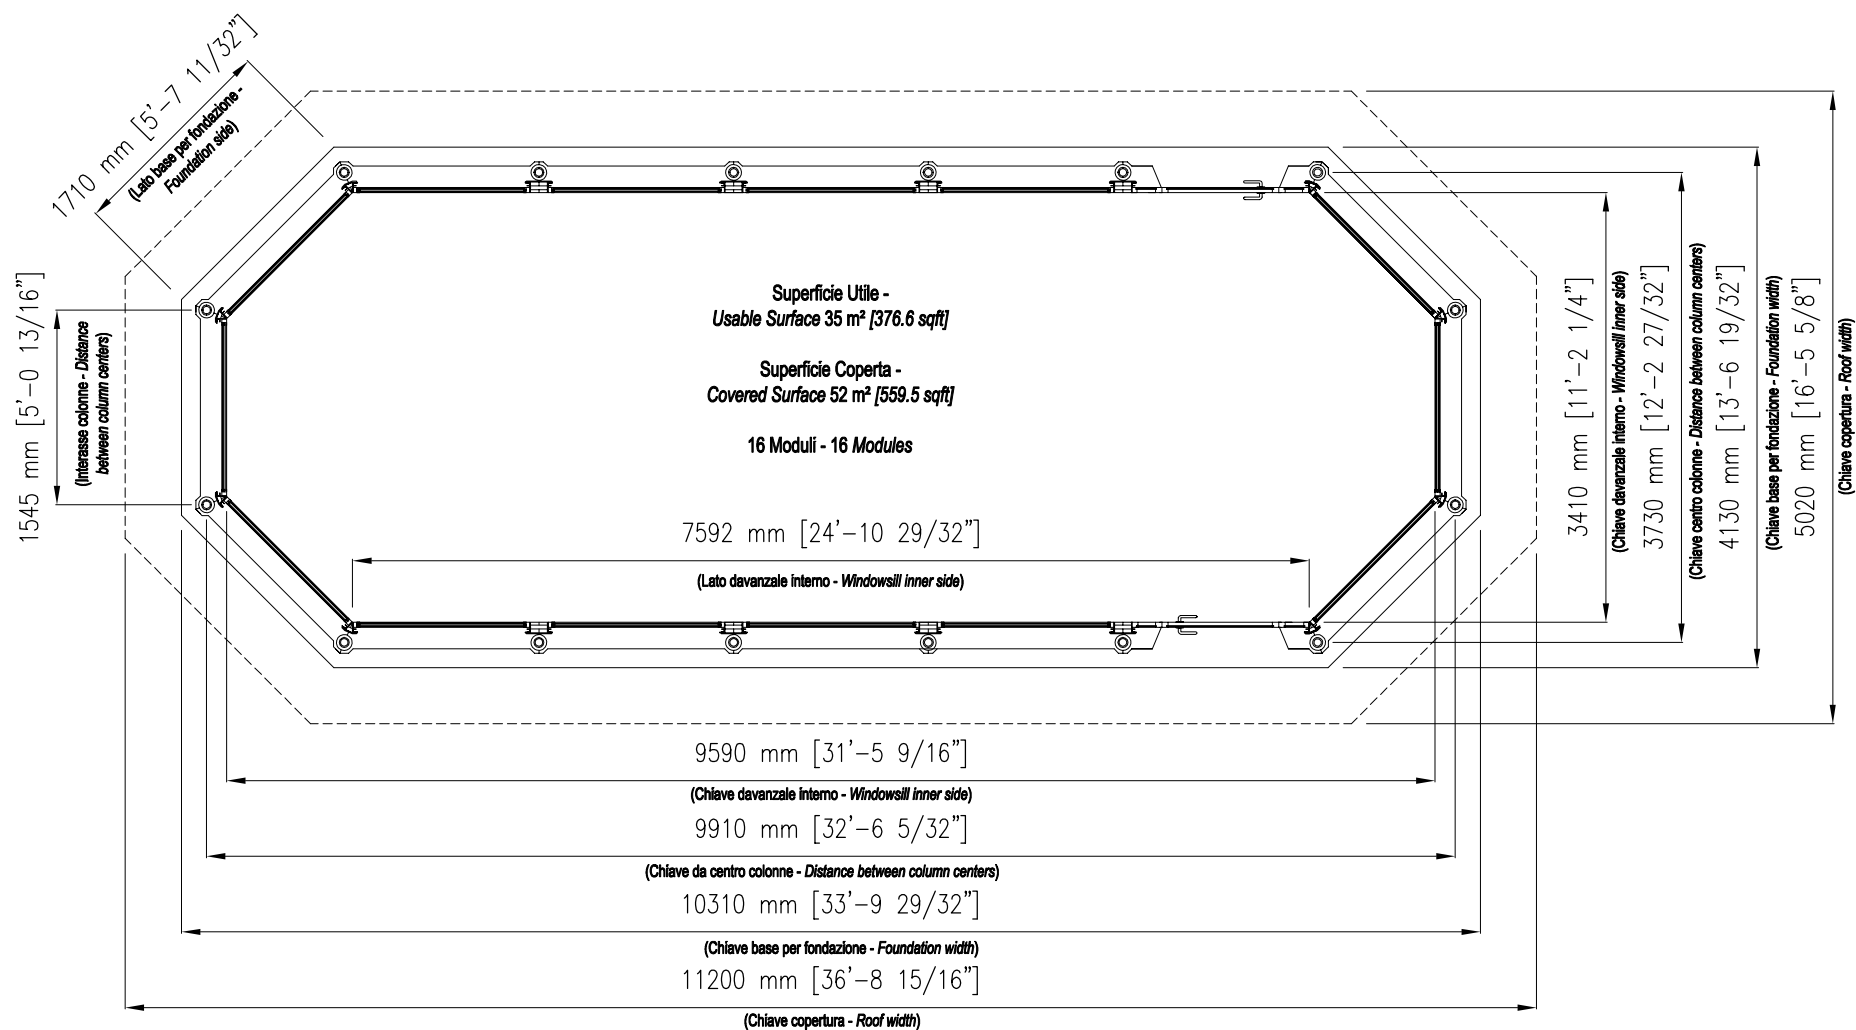 1710 mm [5'-7 11/32"]
(Lato base per fondazione -
Foundation side)
1545 mm [5'-0 13/16"]
(Interasse colonne - Distance
between column centers)
Superficie Utile -
Usable Surface 35 m² [376.6 sqft]
Superficie Coperta -
Covered Surface 52 m² [559.5 sqft]
16 Moduli - 16 Modules
7592 mm [24'-10 29/32"]
(Lato davanzale interno - Windowsill inner side)
3410 mm [11'-2 1/4"]
(Chiave davanzale interno - Windowsill inner side)
3730 mm [12'-2 27/32"]
(Chiave centro colonne - Distance between column centers)
4130 mm [13'-6 19/32"]
(Chiave base per fondazione - Foundation width)
5020 mm [16'-5 5/8"]
(Chiave copertura - Roof width)
9590 mm [31'-5 9/16"]
(Chiave davanzale interno - Windowsill inner side)
9910 mm [32'-6 5/32"]
(Chiave da centro colonne - Distance between column centers)
10310 mm [33'-9 29/32"]
(Chiave base per fondazione - Foundation width)
11200 mm [36'-8 15/16"]
(Chiave copertura - Roof width)